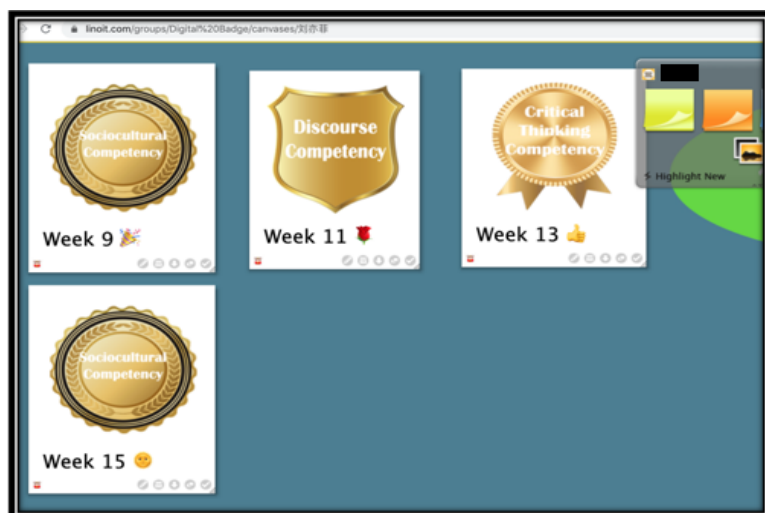 linoit.com/groups/Digital%20Badge/canvases/刘亦菲
Sociocultural
Competency
Week 9 🎉
Discourse
Competency
Week 11 🌹
Critical
Thinking
Competency
Week 13 👍
Highlight New
Sociocultural
Competency
Week 15 🙂